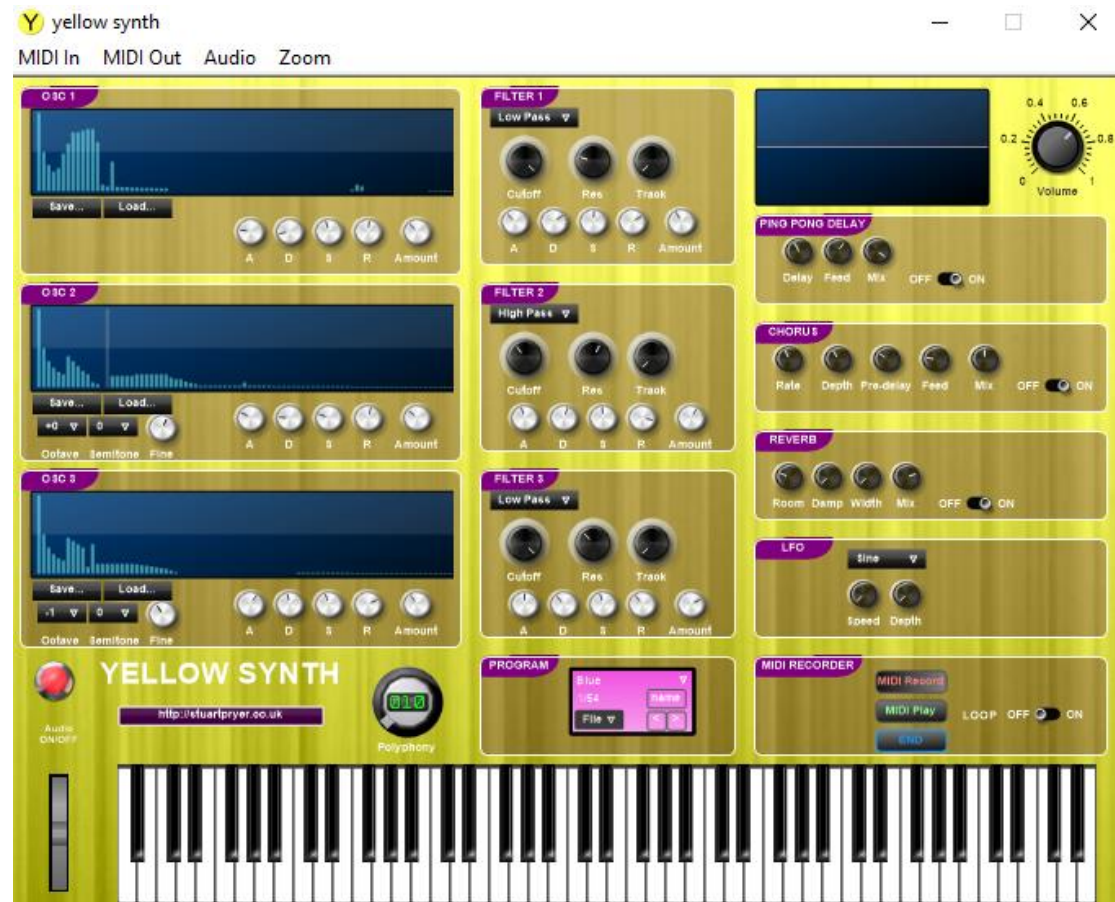 yellow synth
MIDI In MIDI Out Audio Zoom
OSC 1
Save... Load...
A D S R Amount
OSC 2
Save... Load...
+0 0
Octave Semitone Fine
A D S R Amount
OSC 3
Save... Load...
-1 0
Octave Semitone Fine
A D S R Amount
FILTER 1
Low Pass
Cutoff Res Track
A D S R Amount
FILTER 2
High Pass
Cutoff Res Track
A D S R Amount
FILTER 3
Low Pass
Cutoff Res Track
A D S R Amount
0 0.2 0.4 0.6 0.8 1
Volume
PING PONG DELAY
Delay Feed Mix OFF ON
CHORUS
Rate Depth Pre-delay Feed Mix OFF ON
REVERB
Room Damp Width Mix OFF ON
LFO
Sine
Speed Depth
Audio
ON/OFF
YELLOW SYNTH
http://stuartpryer.co.uk
010
Polyphony
PROGRAM
Blue
1/64 name
File < >
MIDI RECORDER
MIDI Record
MIDI Play
END
LOOP OFF ON